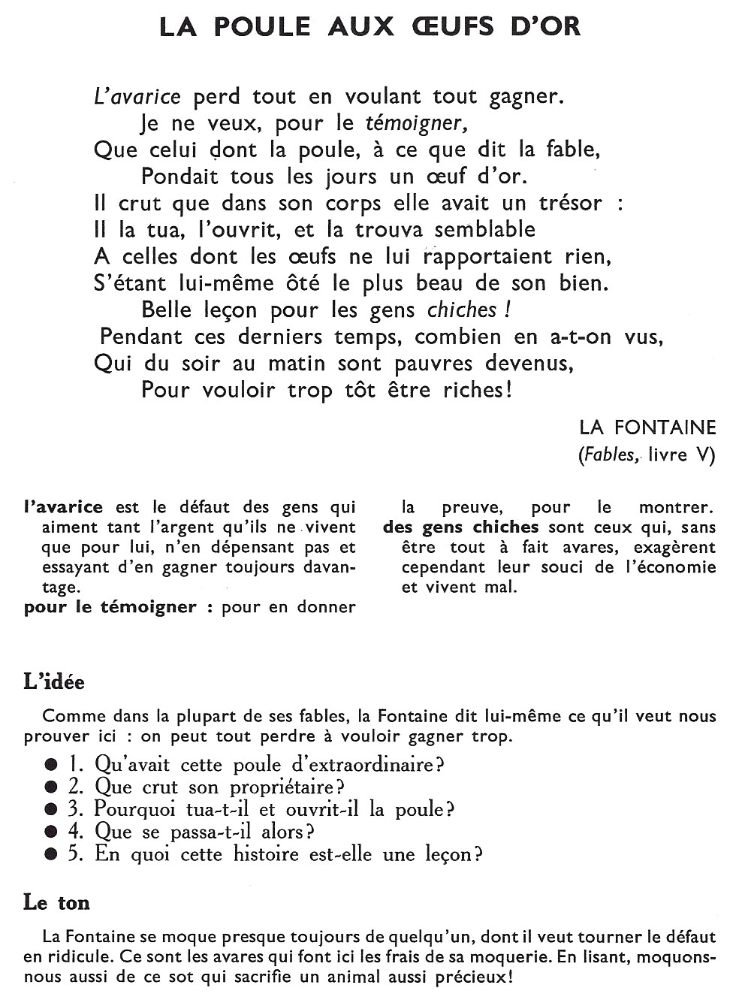 LA POULE AUX ŒUFS D'OR
L'avarice perd tout en voulant tout gagner.
Je ne veux, pour le témoigner,
Que celui dont la poule, à ce que dit la fable,
Pondait tous les jours un œuf d'or.
Il crut que dans son corps elle avait un trésor :
Il la tua, l'ouvrit, et la trouva semblable
A celles dont les œufs ne lui rapportaient rien,
S'étant lui-même ôté le plus beau de son bien.
Belle leçon pour les gens chiches !
Pendant ces derniers temps, combien en a-t-on vus,
Qui du soir au matin sont pauvres devenus,
Pour vouloir trop tôt être riches!
LA FONTAINE
(Fables, livre V)
l'avarice est le défaut des gens qui
aiment tant l'argent qu'ils ne vivent
que pour lui, n'en dépensant pas et
essayant d'en gagner toujours davan-
tage.
pour le témoigner : pour en donner
la preuve, pour le montrer.
des gens chiches sont ceux qui, sans
être tout à fait avares, exagèrent
cependant leur souci de l'économie
et vivent mal.
L'idée
Comme dans la plupart de ses fables, la Fontaine dit lui-même ce qu'il veut nous
prouver ici : on peut tout perdre à vouloir gagner trop.
● 1. Qu'avait cette poule d'extraordinaire?
● 2. Que crut son propriétaire?
● 3. Pourquoi tua-t-il et ouvrit-il la poule?
● 4. Que se passa-t-il alors?
● 5. En quoi cette histoire est-elle une leçon?
Le ton
La Fontaine se moque presque toujours de quelqu'un, dont il veut tourner le défaut
en ridicule. Ce sont les avares qui font ici les frais de sa moquerie. En lisant, moquons-
nous aussi de ce sot qui sacrifie un animal aussi précieux!